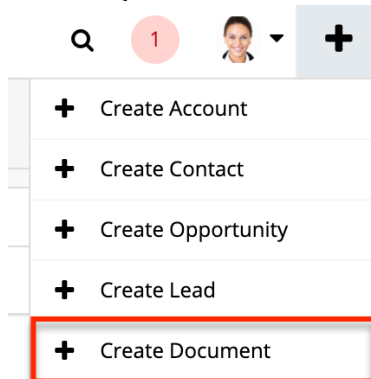 1
Create Account
Create Contact
Create Opportunity
Create Lead
Create Document